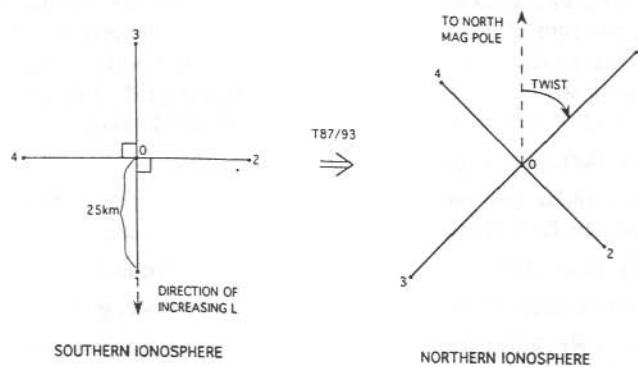 3
0
4
2
25km
1
DIRECTION OF
INCREASING L
SOUTHERN IONOSPHERE
T87/93
TO NORTH
MAG POLE
4
TWIST
0
2
3
NORTHERN IONOSPHERE